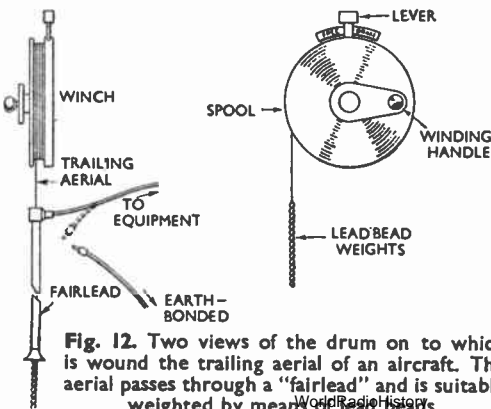 LEVER
WINCH
SPOOL
WINDING
HANDLE
TRAILING
AERIAL
TO
EQUIPMENT
LEAD BEAD
WEIGHTS
FAIRLEAD
EARTH-
BONDED
Fig. 12. Two views of the drum on to whic
is wound the trailing aerial of an aircraft. Th
aerial passes through a "fairlead" and is suitabl
weighted by means
WorldRadioHistory